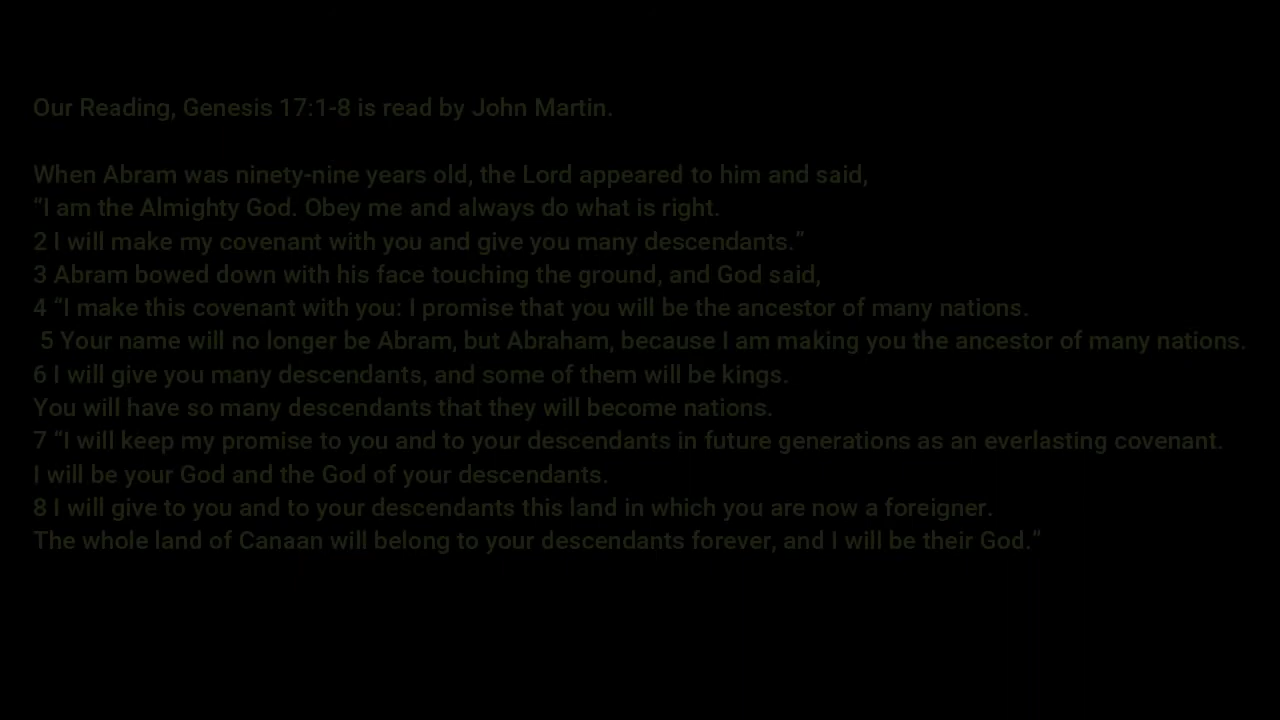 Our Reading, Genesis 17:1-8 is read by John Martin.
When Abram was ninety-nine years old, the Lord appeared to him and said,
“I am the Almighty God. Obey me and always do what is right.
2 I will make my covenant with you and give you many descendants.”
3 Abram bowed down with his face touching the ground, and God said,
4 “I make this covenant with you: I promise that you will be the ancestor of many nations.
5 Your name will no longer be Abram, but Abraham, because I am making you the ancestor of many nations.
6 I will give you many descendants, and some of them will be kings.
You will have so many descendants that they will become nations.
7 “I will keep my promise to you and to your descendants in future generations as an everlasting covenant.
I will be your God and the God of your descendants.
8 I will give to you and to your descendants this land in which you are now a foreigner.
The whole land of Canaan will belong to your descendants forever, and I will be their God.”